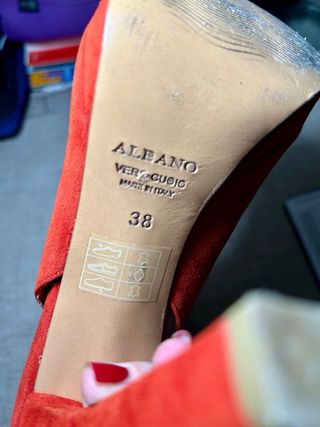 ALBANO
VERO CUOIO
MADE IN ITALY
38